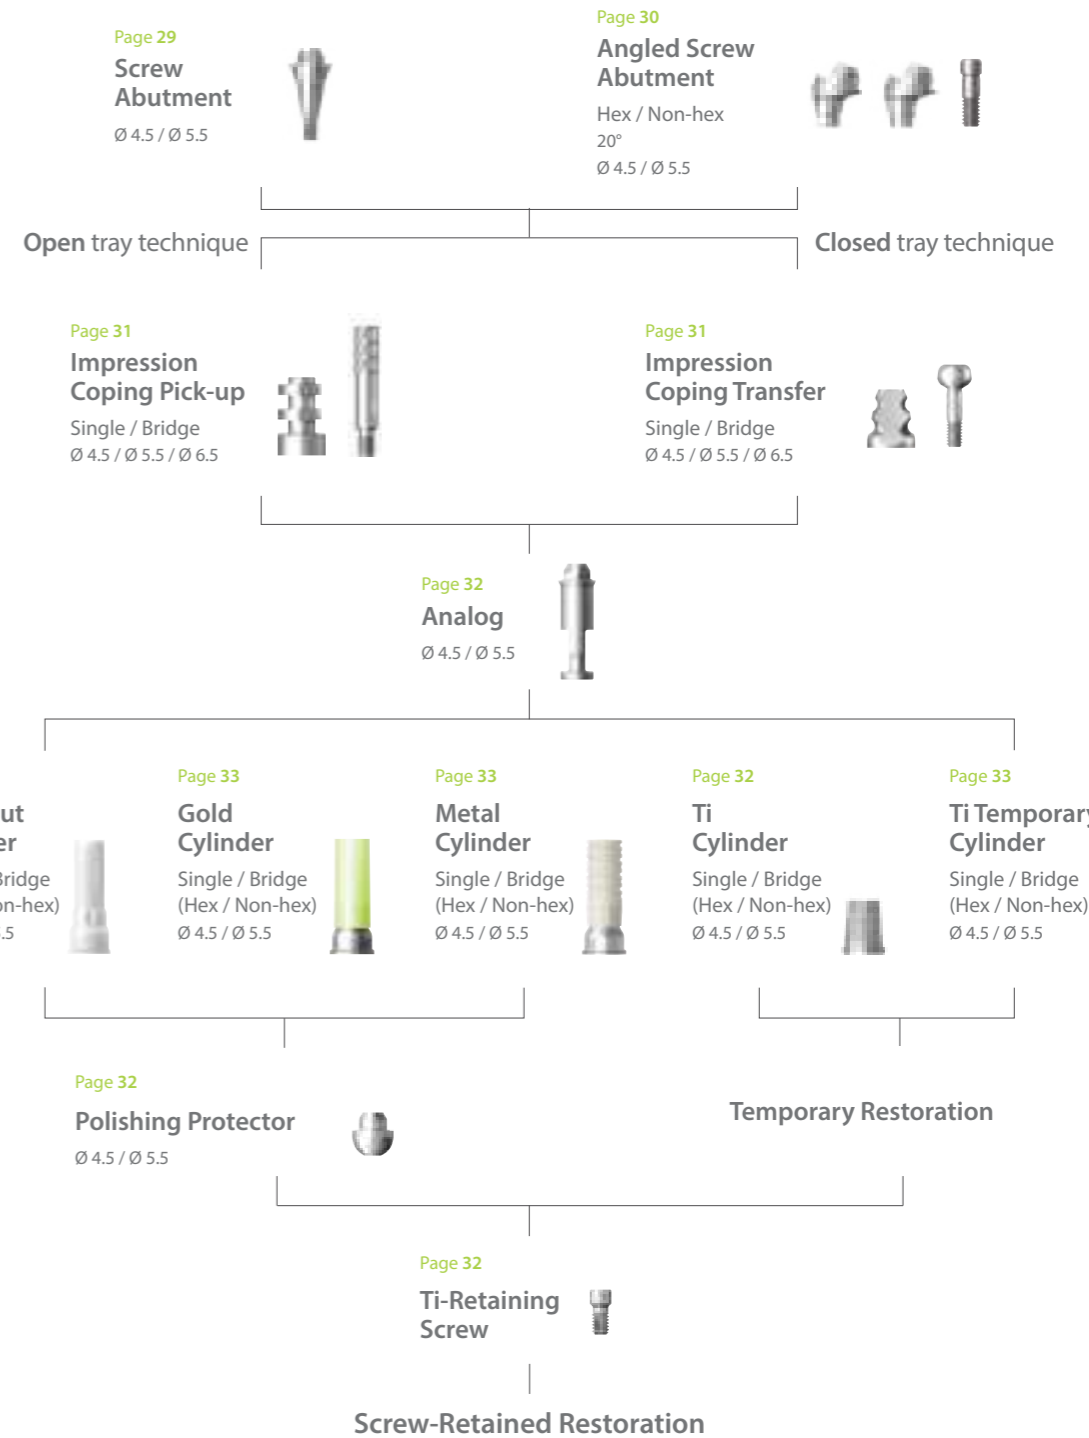 Page 29
Screw
Abutment
Ø 4.5 / Ø 5.5
Page 30
Angled Screw
Abutment
Hex / Non-hex
20°
Ø 4.5 / Ø 5.5
Open tray technique
Closed tray technique
Page 31
Impression
Coping Pick-up
Single / Bridge
Ø 4.5 / Ø 5.5 / Ø 6.5
Page 31
Impression
Coping Transfer
Single / Bridge
Ø 4.5 / Ø 5.5 / Ø 6.5
Page 32
Analog
Ø 4.5 / Ø 5.5
ut
er
Bridge
on-hex)
.5
Page 33
Gold
Cylinder
Single / Bridge
(Hex / Non-hex)
Ø 4.5 / Ø 5.5
Page 33
Metal
Cylinder
Single / Bridge
(Hex / Non-hex)
Ø 4.5 / Ø 5.5
Page 32
Ti
Cylinder
Single / Bridge
(Hex / Non-hex)
Ø 4.5 / Ø 5.5
Page 33
Ti Temporary
Cylinder
Single / Bridge
(Hex / Non-hex)
Ø 4.5 / Ø 5.5
Page 32
Polishing Protector
Ø 4.5 / Ø 5.5
Temporary Restoration
Page 32
Ti-Retaining
Screw
Screw-Retained Restoration